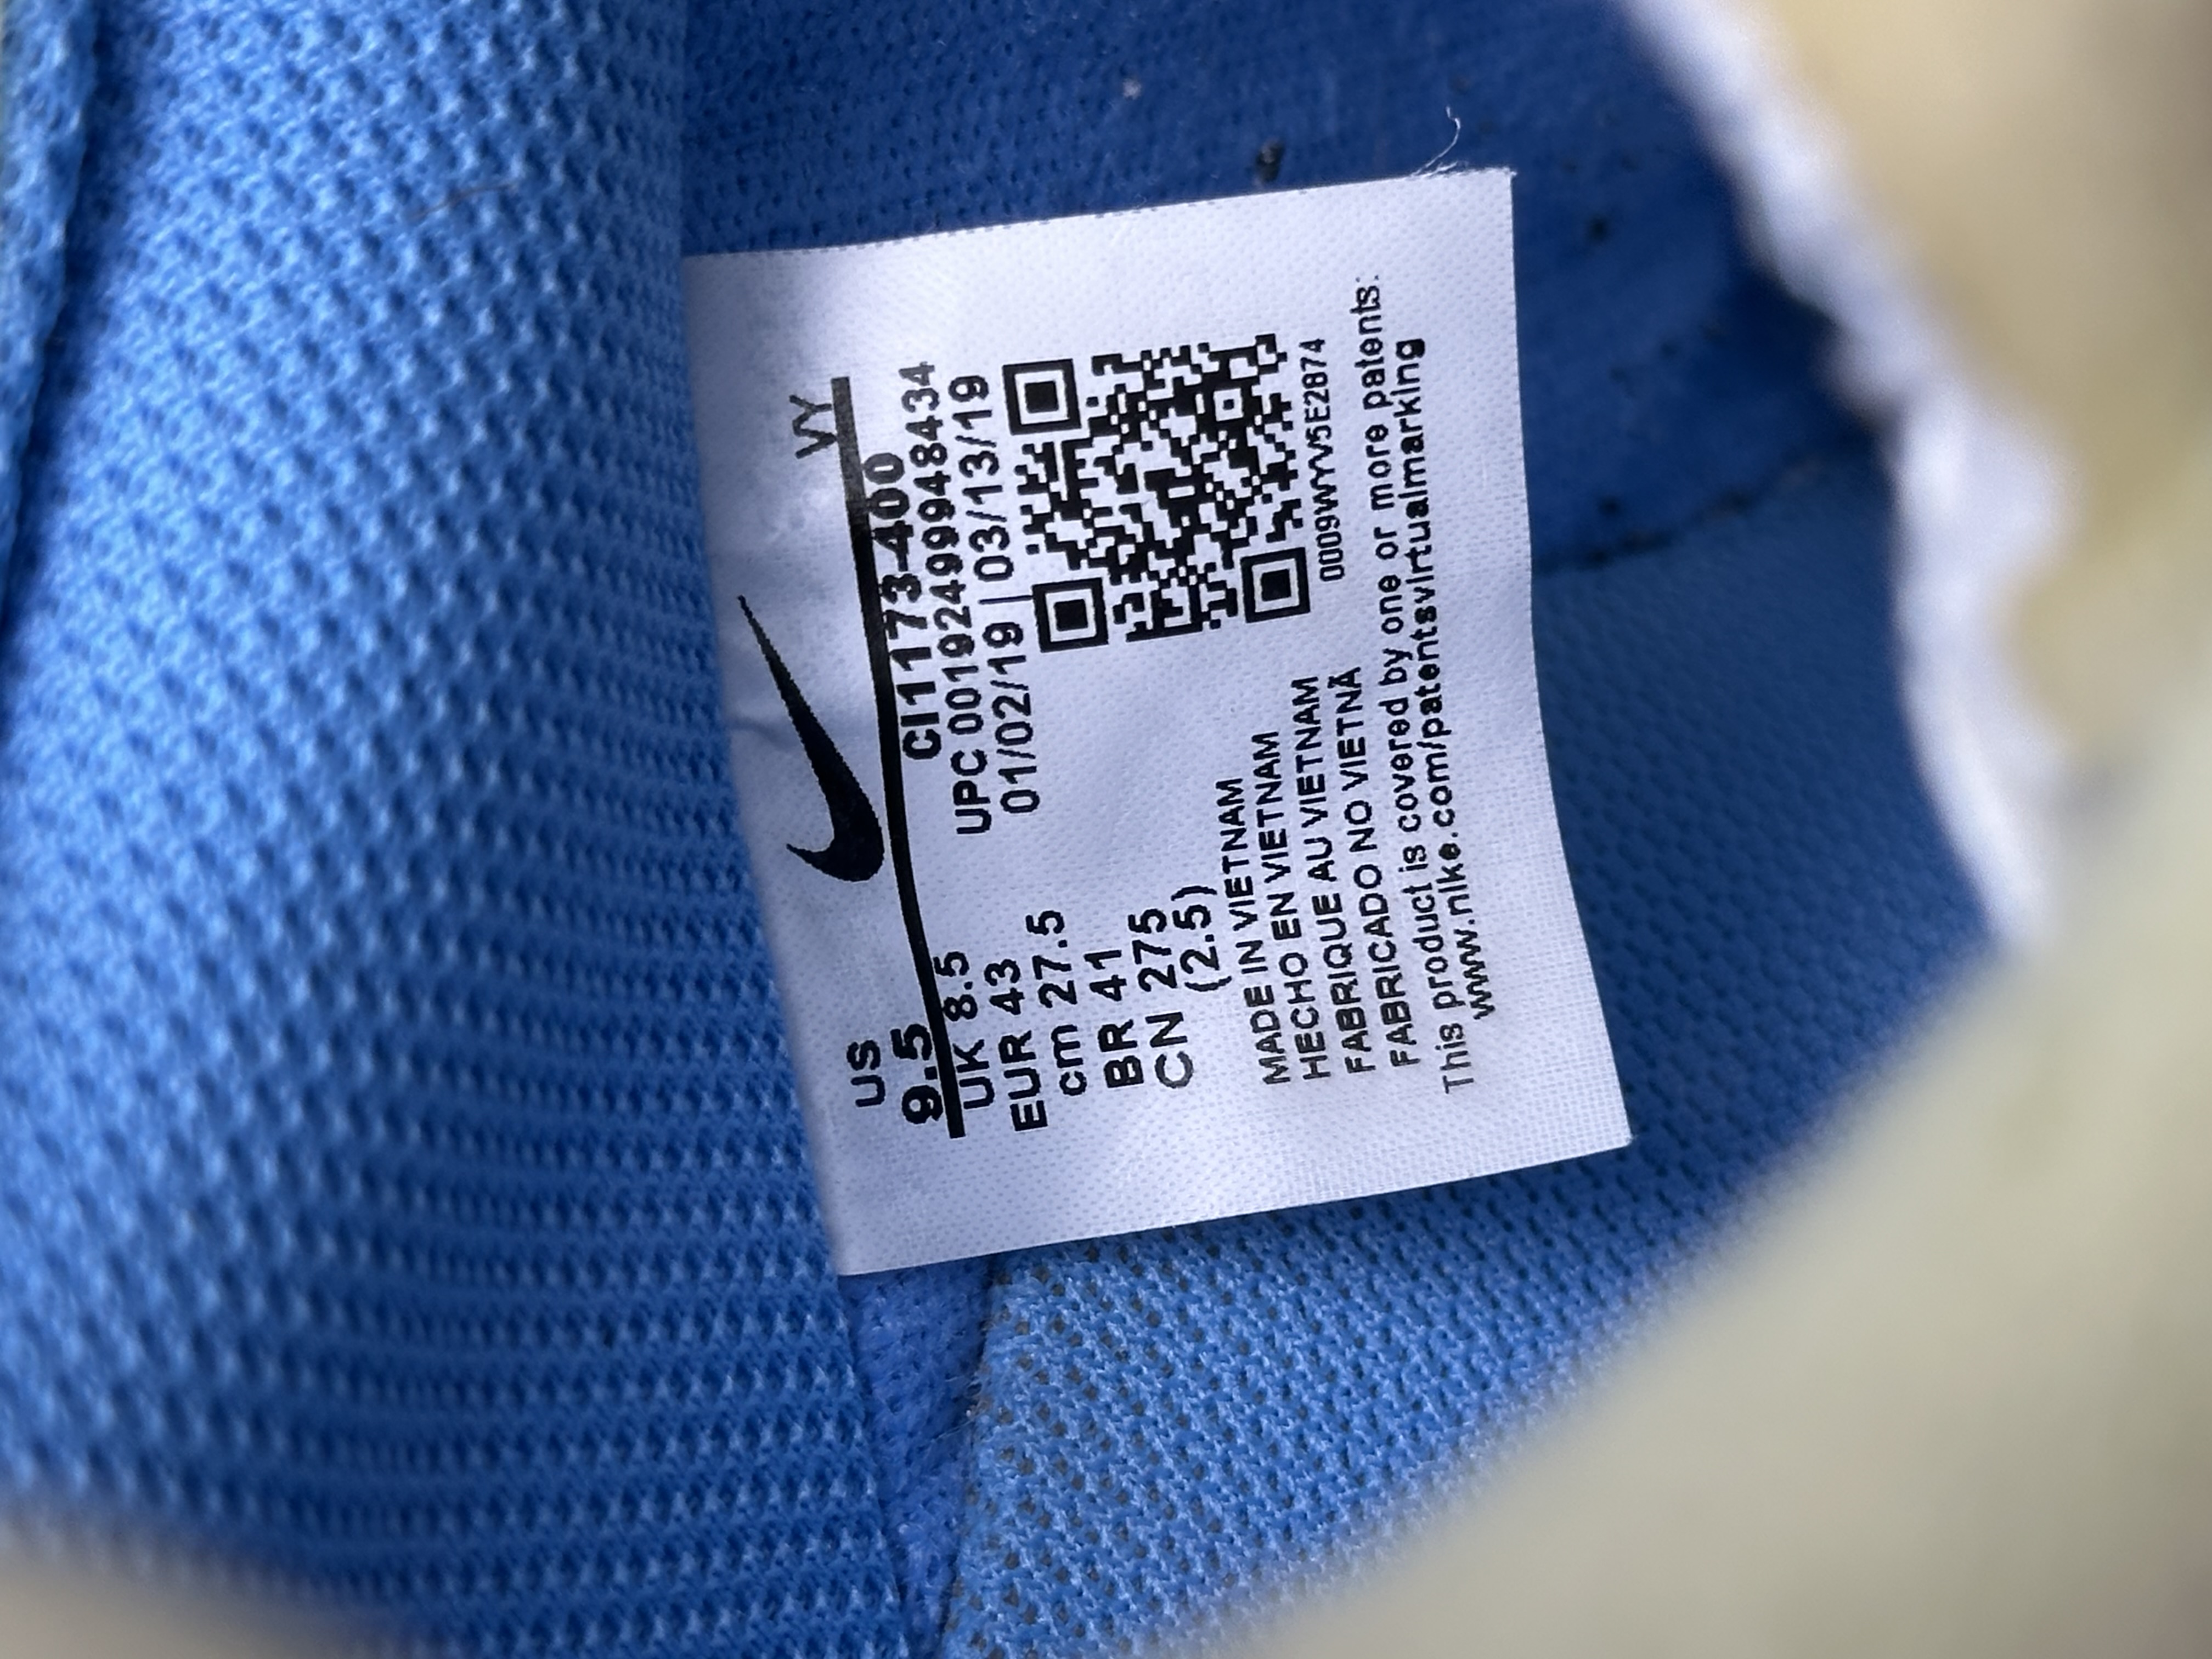 US
9.5
VY
UK 8.5
EUR 43
cm 27.5
BR 41
CN 275
(2.5)
CI1173-400
UPC 00192499948434
01/02/19 | 03/13/19
0009WYV5E2874
MADE IN VIETNAM
HECHO EN VIETNAM
FABRIQUE AU VIETNAM
FABRICADO NO VIETNÃ
This product is covered by one or more patents:
www.nike.com/patentsvirtualmarking